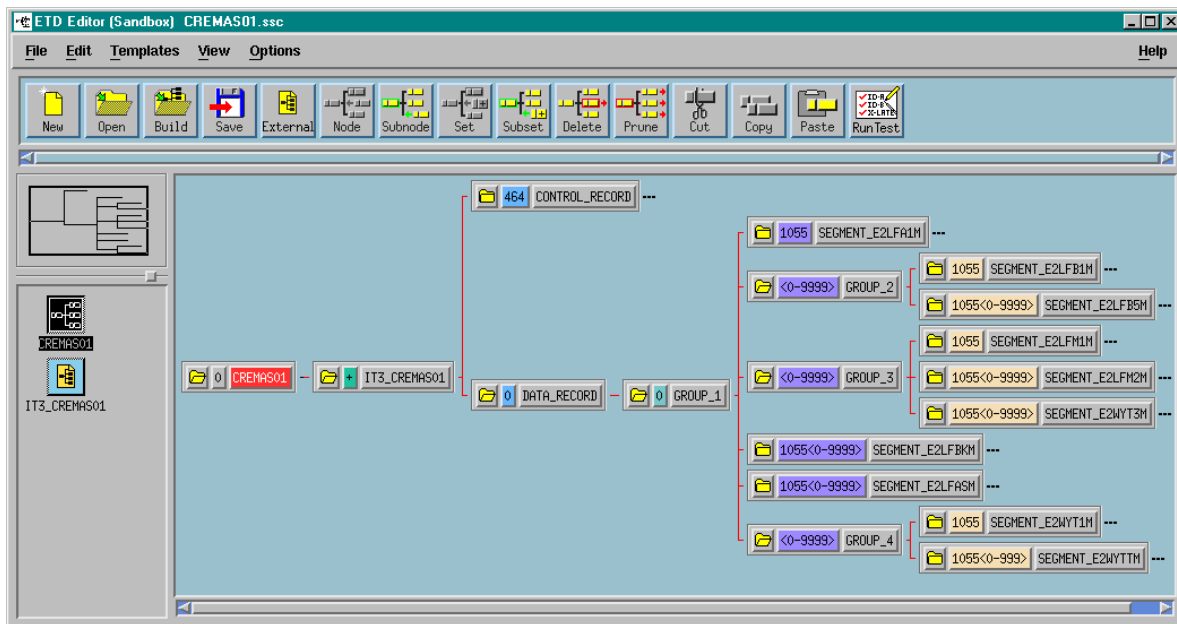 ETD Editor (Sandbox) CREMAS01.ssc
File Edit Templates View Options Help
New Open Build Save External Node Subnode Set Subset Delete Prune Cut Copy Paste RunTest
464 CONTROL_RECORD ---
1055 SEGMENT_E2LFA1M ---
1055 SEGMENT_E2LFB1M ---
<0-9999> GROUP_2
1055<0-9999> SEGMENT_E2LFB5M ---
1055 SEGMENT_E2LFM1M ---
CREMAS01
0 CREMAS01 + IT3_CREMAS01
<0-9999> GROUP_3
1055<0-9999> SEGMENT_E2LFM2M ---
0 DATA_RECORD 0 GROUP_1
IT3_CREMAS01
1055<0-9999> SEGMENT_E2WYT3M ---
1055<0-9999> SEGMENT_E2LFBKM ---
1055<0-9999> SEGMENT_E2LFASM ---
1055 SEGMENT_E2WYT1M ---
<0-9999> GROUP_4
1055<0-999> SEGMENT_E2WYTTM ---